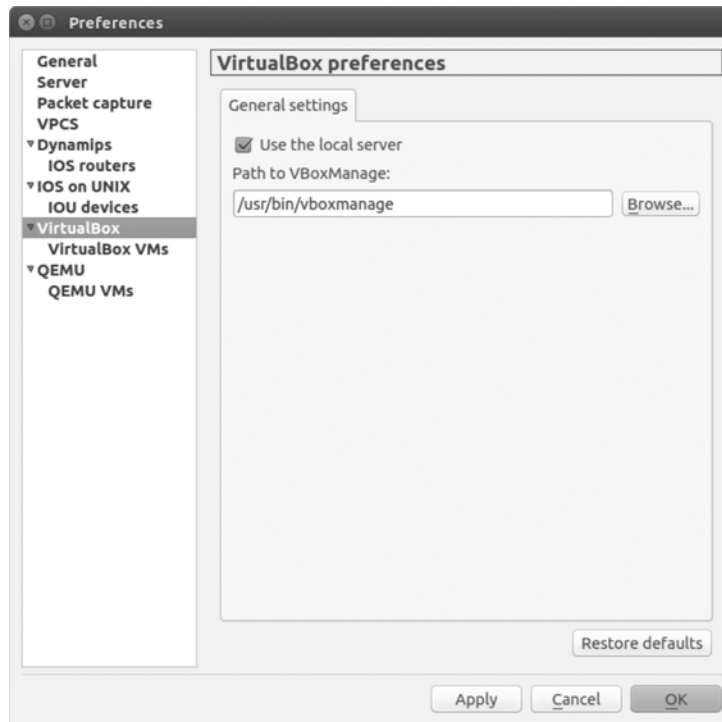 Preferences
General
Server
Packet capture
VPCS
Dynamips
IOS routers
IOS on UNIX
IOU devices
VirtualBox
VirtualBox VMs
QEMU
QEMU VMs
VirtualBox preferences
General settings
Use the local server
Path to VBoxManage:
/usr/bin/vboxmanage Browse...
Restore defaults
Apply Cancel OK